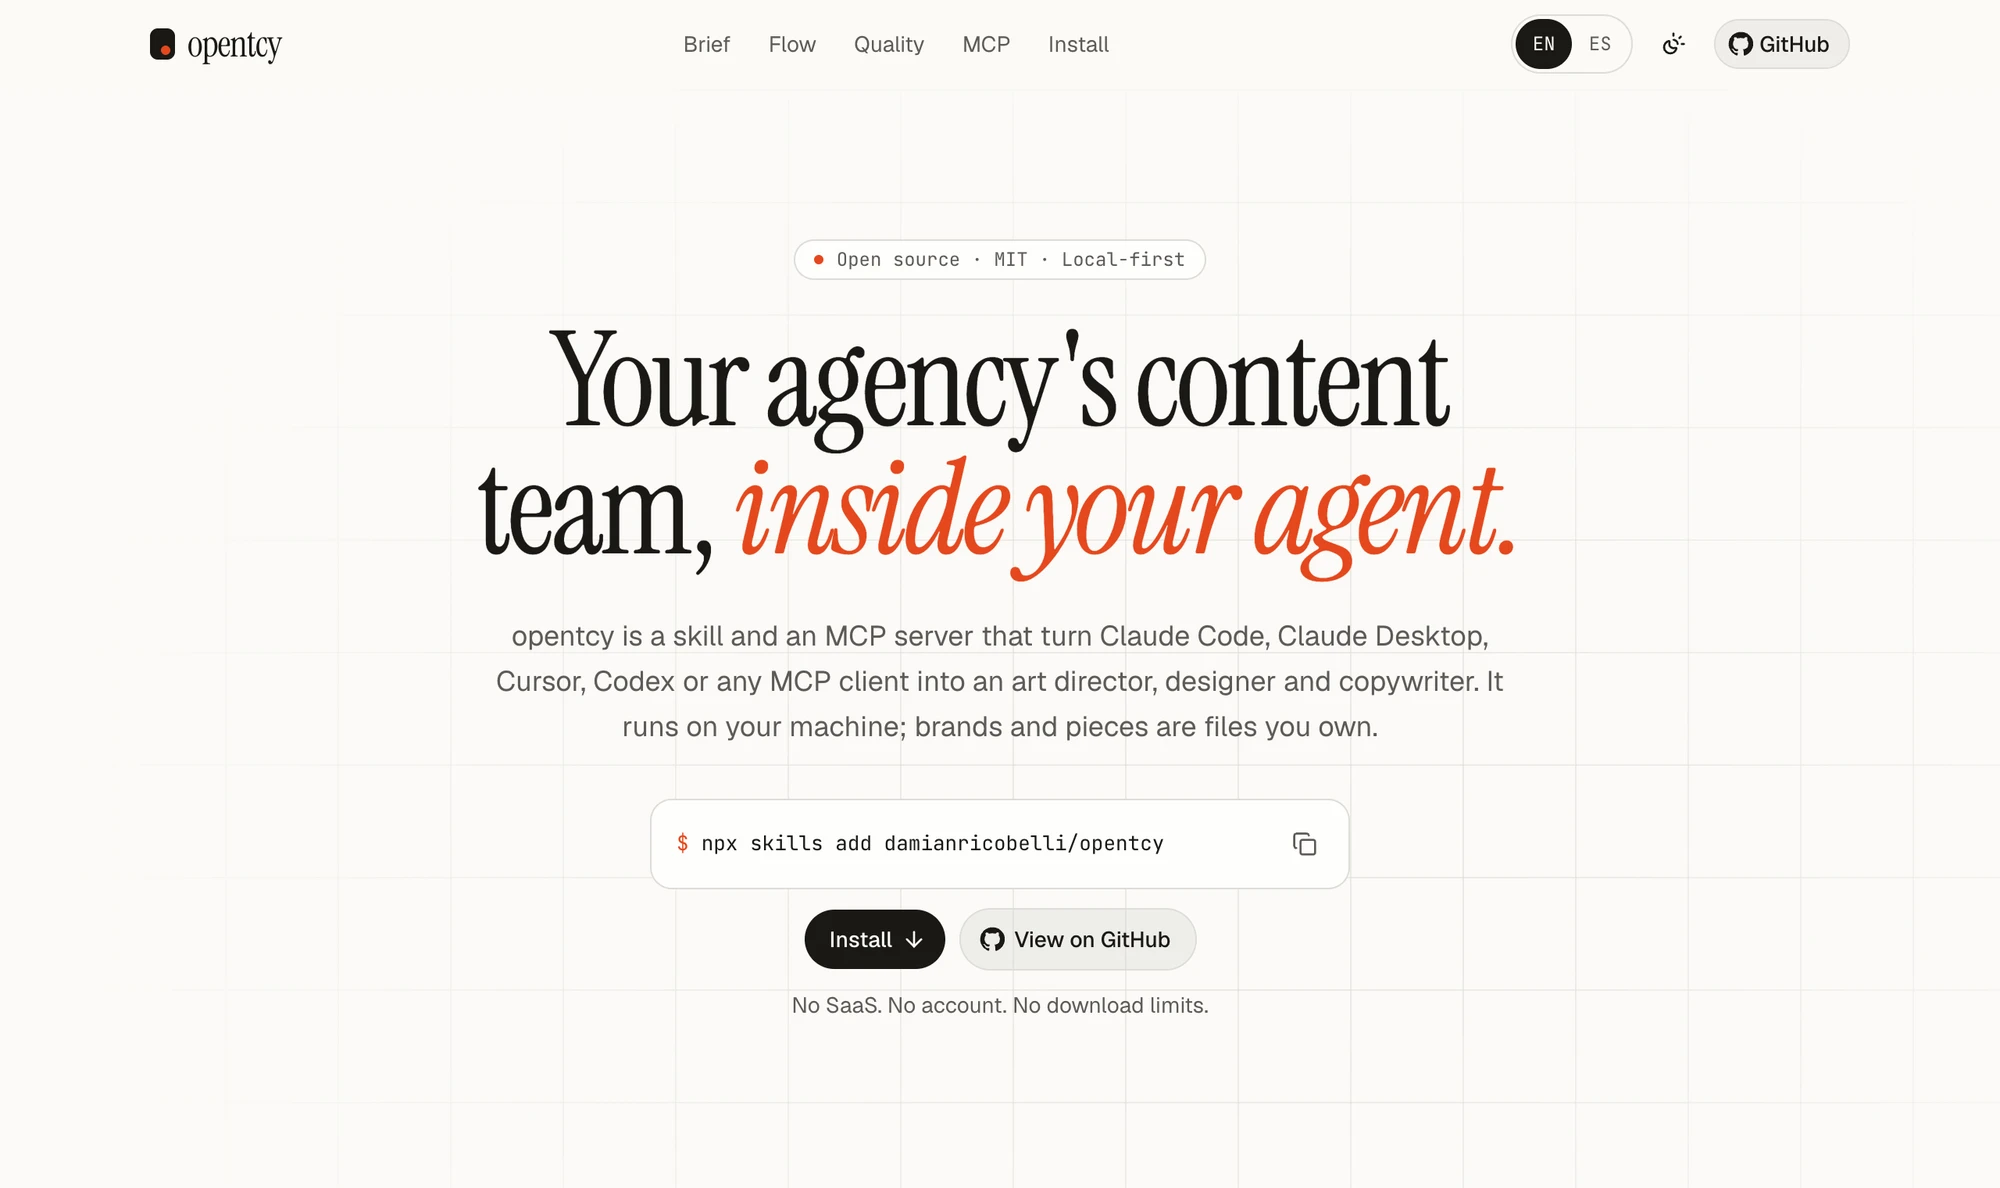 opentcy
Brief Flow Quality MCP Install
EN ES
GitHub
Open source · MIT · Local-first
Your agency's content
team, inside your agent.
opentcy is a skill and an MCP server that turn Claude Code, Claude Desktop,
Cursor, Codex or any MCP client into an art director, designer and copywriter. It
runs on your machine; brands and pieces are files you own.
$ npx skills add damianricobelli/opentcy
Install ↓
View on GitHub
No SaaS. No account. No download limits.